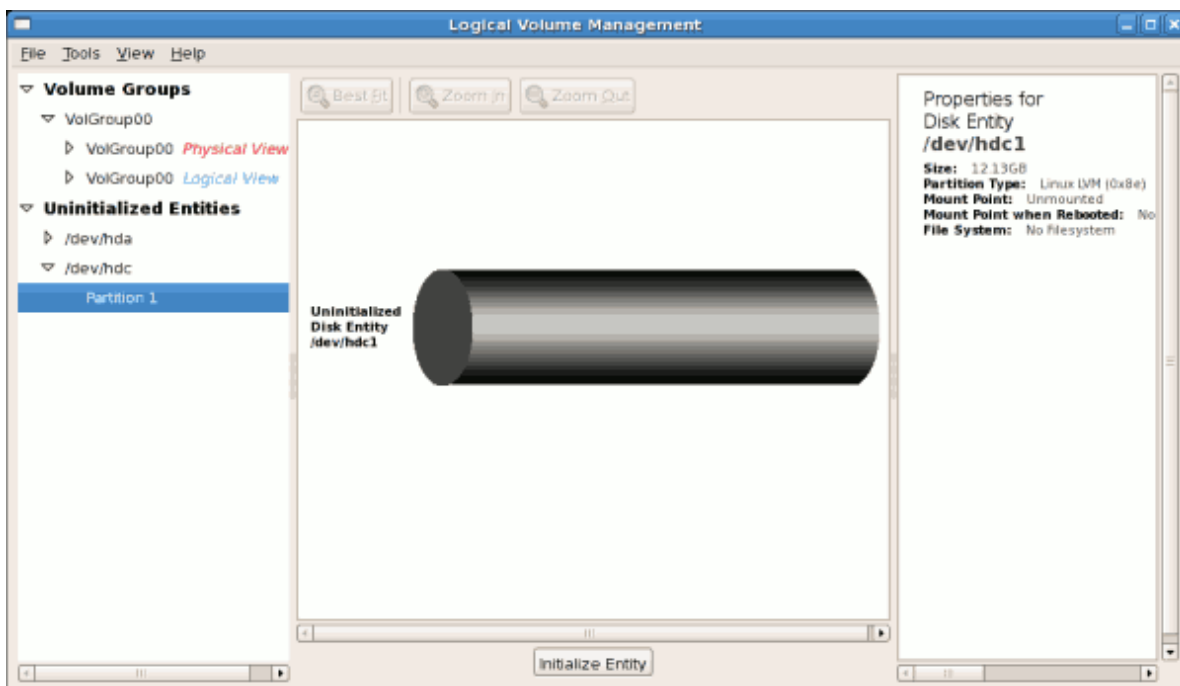 Logical Volume Management
File Tools View Help
Volume Groups
VolGroup00
VolGroup00 Physical View
VolGroup00 Logical View
Uninitialized Entities
/dev/hda
/dev/hdc
Partition 1
Best Fit Zoom In Zoom Out
Uninitialized
Disk Entity
/dev/hdc1
Initialize Entity
Properties for
Disk Entity
/dev/hdc1
Size: 12.13GB
Partition Type: Linux LVM (0x8e)
Mount Point: Unmounted
Mount Point when Rebooted: No
File System: No filesystem